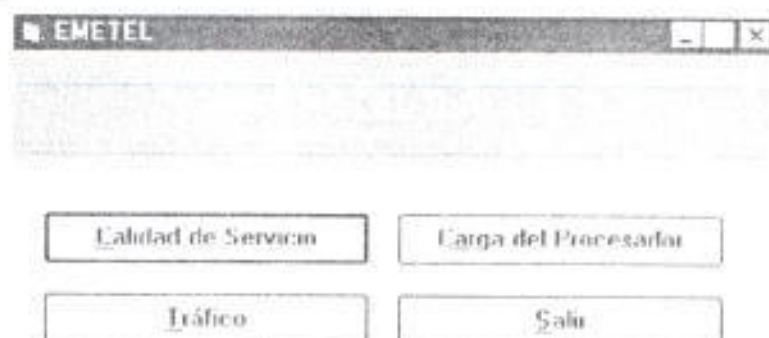 EMETEL
Calidad de Servicio
Carga del Procesador
Tráfico
Salir